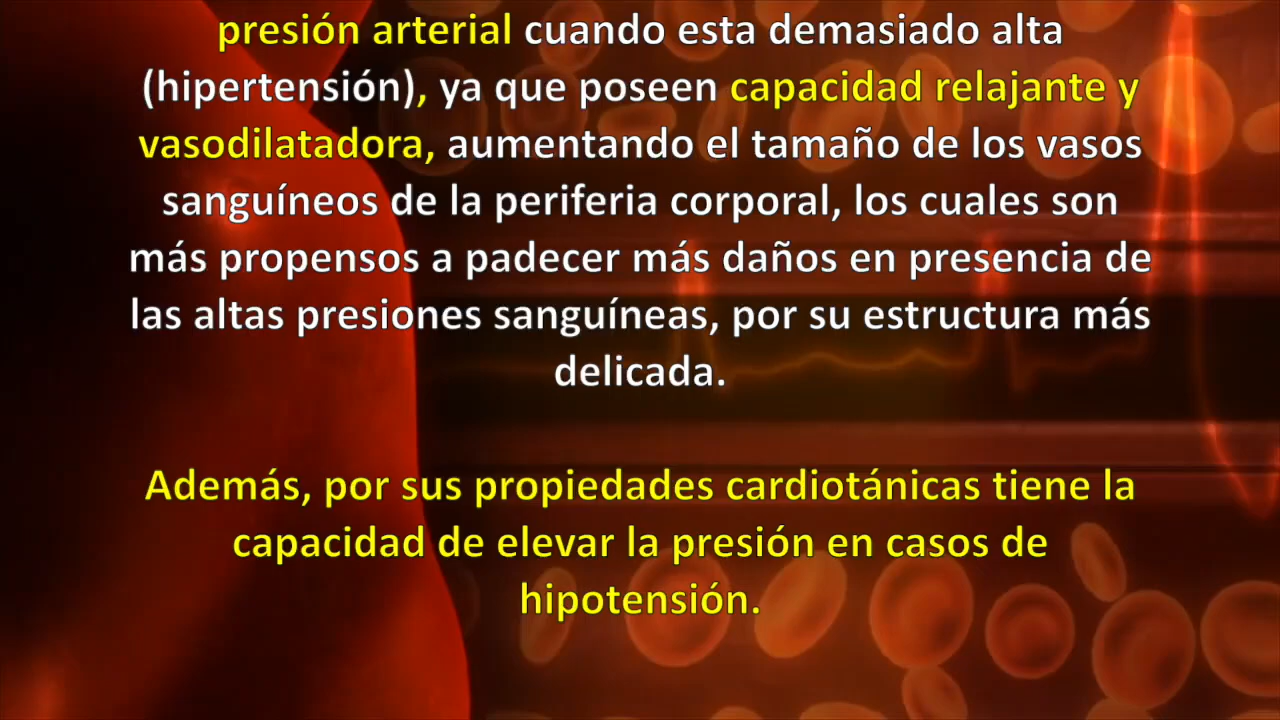 presión arterial cuando esta demasiado alta
(hipertensión), ya que poseen capacidad relajante y
vasodilatadora, aumentando el tamaño de los vasos
sanguíneos de la periferia corporal, los cuales son
más propensos a padecer más daños en presencia de
las altas presiones sanguíneas, por su estructura más
delicada.
Además, por sus propiedades cardiotánicas tiene la
capacidad de elevar la presión en casos de
hipotensión.